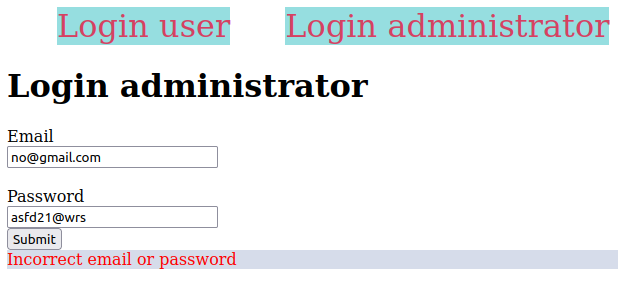 Login user Login administrator
Login administrator
Email
no@gmail.com
Password
asfd21@wrs
Submit
Incorrect email or password